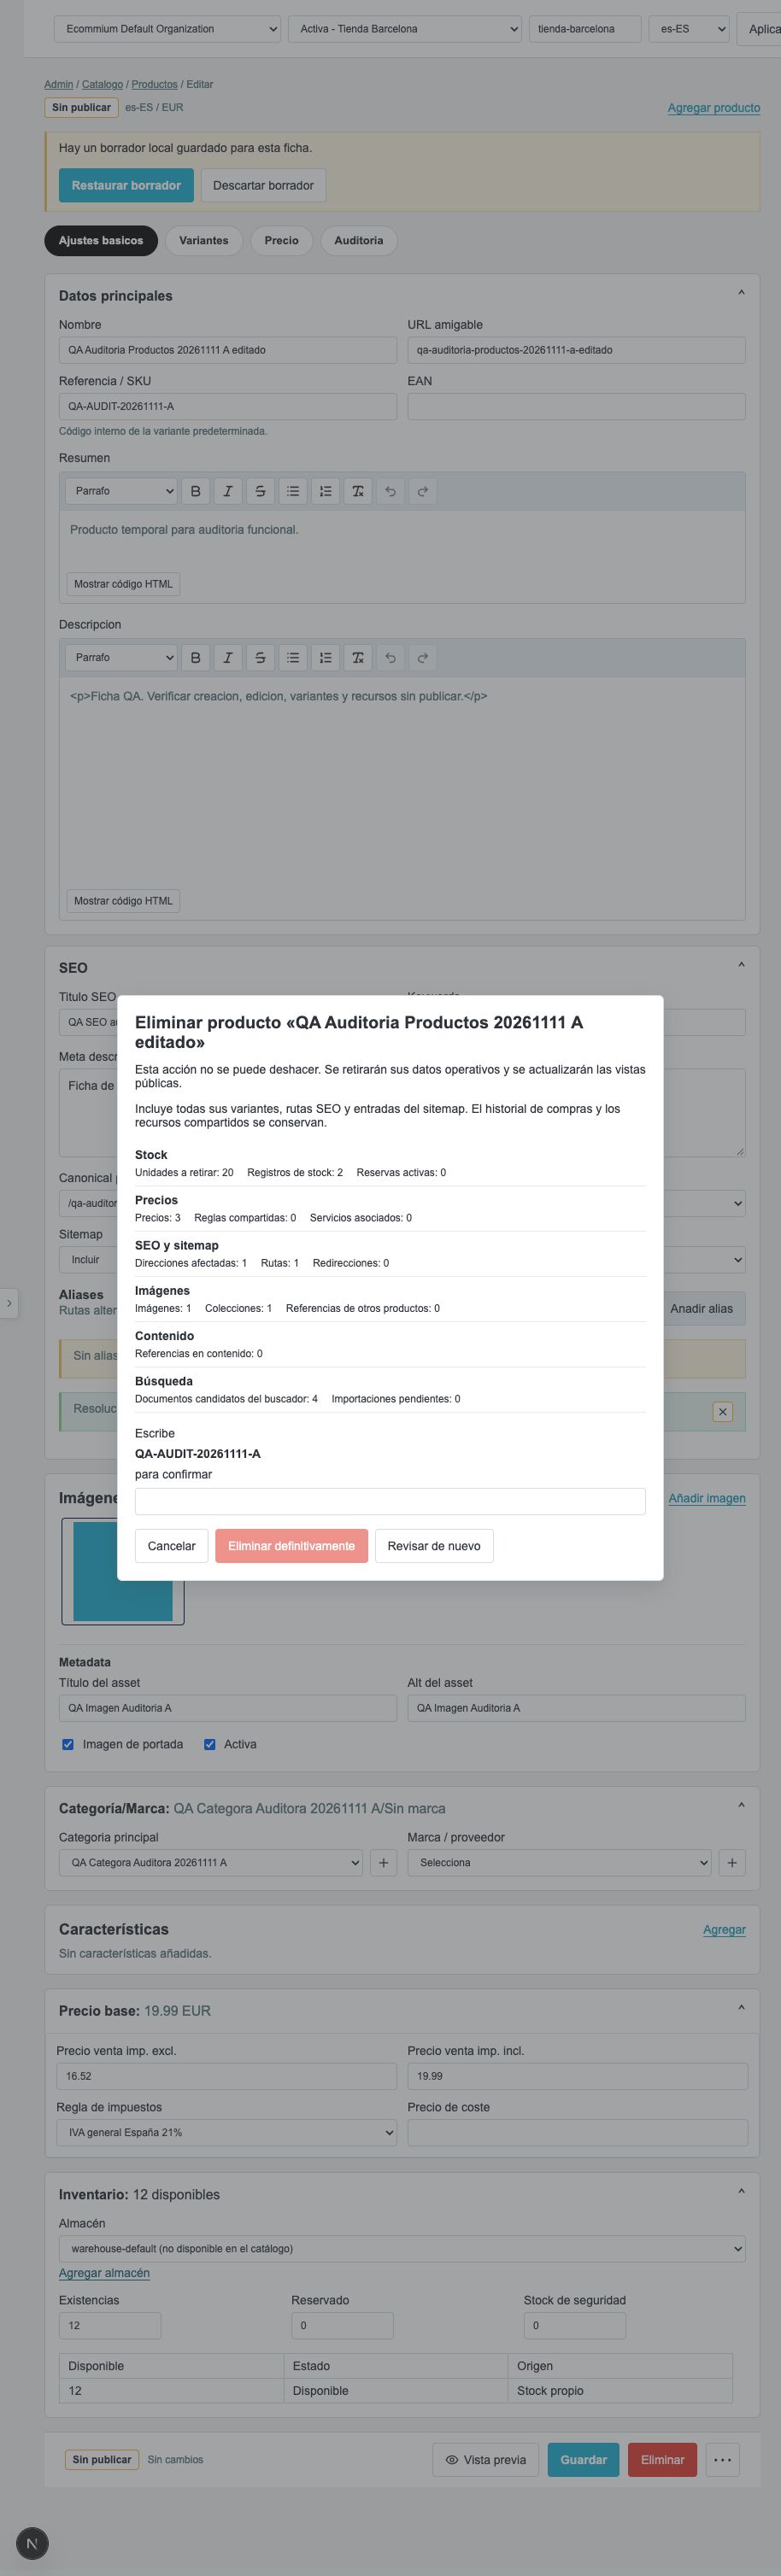 Ecommium Default Organization Activa - Tienda Barcelona tienda-barcelona es-ES Aplica
Admin / Catalogo / Productos / Editar
Sin publicar es-ES / EUR Agregar producto
Hay un borrador local guardado para esta ficha.
Restaurar borrador Descartar borrador
Ajustes basicos Variantes Precio Auditoria
Datos principales
Nombre URL amigable
QA Auditoria Productos 20261111 A editado qa-auditoria-productos-20261111-a-editado
Referencia / SKU EAN
QA-AUDIT-20261111-A
Código interno de la variante predeterminada.
Resumen
Parrafo B I S
Producto temporal para auditoria funcional.
Mostrar código HTML
Descripcion
Parrafo B I S
<p>Ficha QA. Verificar creacion, edicion, variantes y recursos sin publicar.</p>
Mostrar código HTML
SEO
Titulo SEO
QA SEO
Meta descr
Ficha de
Canonical
/qa-auditor
Sitemap
Incluir
Aliases
Rutas alter
Anadir alias
Sin alias
Resoluc
Eliminar producto «QA Auditoria Productos 20261111 A
editado»
Esta acción no se puede deshacer. Se retirarán sus datos operativos y se actualizarán las vistas
públicas.
Incluye todas sus variantes, rutas SEO y entradas del sitemap. El historial de compras y los
recursos compartidos se conservan.
Stock
Unidades a retirar: 20 Registros de stock: 2 Reservas activas: 0
Precios
Precios: 3 Reglas compartidas: 0 Servicios asociados: 0
SEO y sitemap
Direcciones afectadas: 1 Rutas: 1 Redirecciones: 0
Imágenes
Imágenes: 1 Colecciones: 1 Referencias de otros productos: 0
Contenido
Referencias en contenido: 0
Búsqueda
Documentos candidatos del buscador: 4 Importaciones pendientes: 0
Escribe
QA-AUDIT-20261111-A
para confirmar
Cancelar Eliminar definitivamente Revisar de nuevo
Imágene Añadir imagen
Metadata
Título del asset Alt del asset
QA Imagen Auditoria A QA Imagen Auditoria A
Imagen de portada Activa
Categoría/Marca: QA Categora Auditora 20261111 A/Sin marca
Categoria principal Marca / proveedor
QA Categora Auditora 20261111 A + Selecciona +
Características Agregar
Sin características añadidas.
Precio base: 19.99 EUR
Precio venta imp. excl. Precio venta imp. incl.
16.52 19.99
Regla de impuestos Precio de coste
IVA general España 21%
Inventario: 12 disponibles
Almacén
warehouse-default (no disponible en el catálogo)
Agregar almacén
Existencias Reservado Stock de seguridad
12 0 0
Disponible Estado Origen
12 Disponible Stock propio
Sin publicar Sin cambios Vista previa Guardar Eliminar ...
N